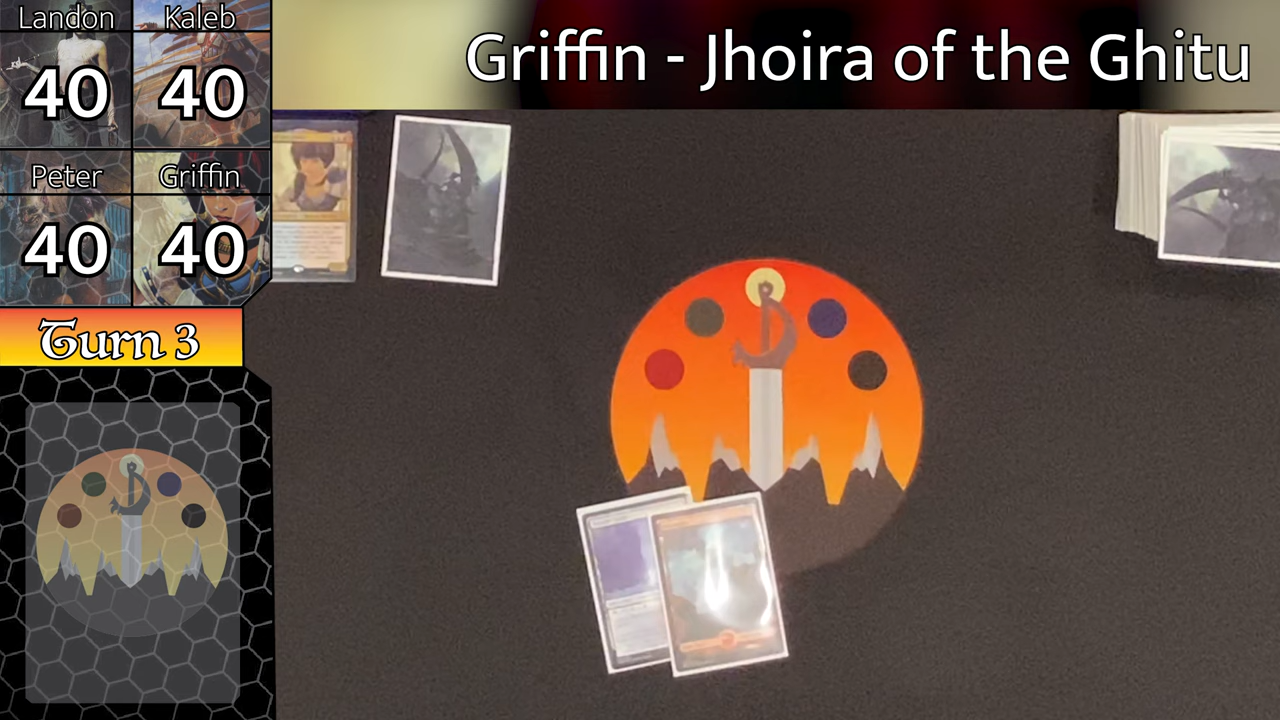 Landon
Kaleb
40
40
Griffin - Jhoira of the Ghitu
Peter
Griffin
40
40
Turn 3